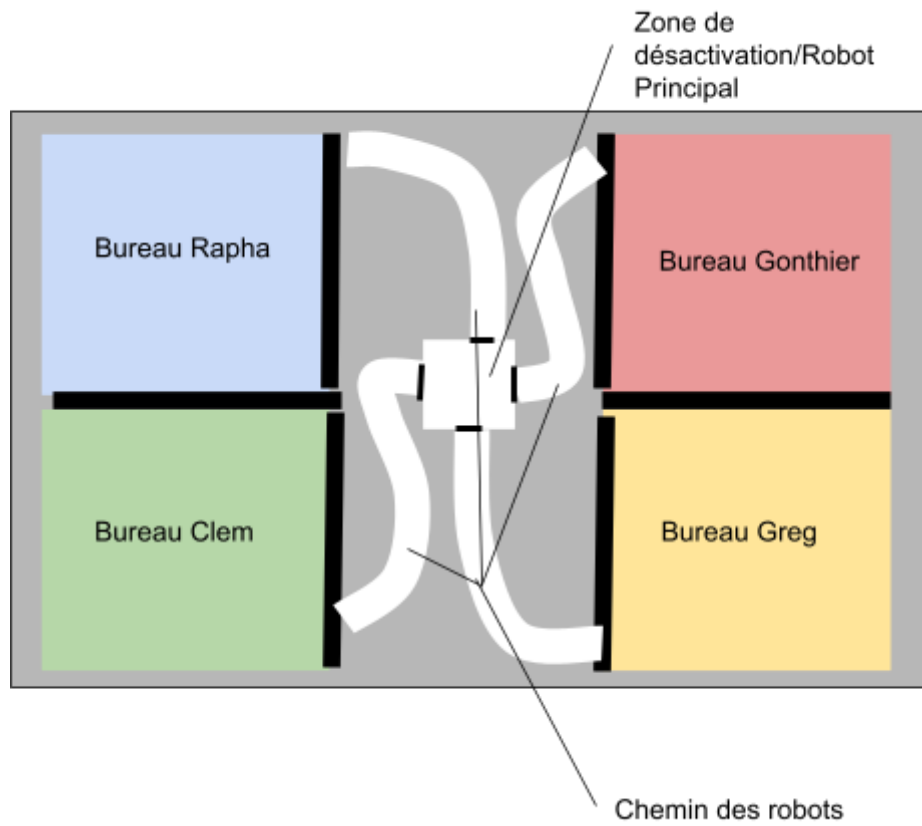 Zone de
désactivation/Robot
Principal
Bureau Rapha
Bureau Gonthier
Bureau Clem
Bureau Greg
Chemin des robots